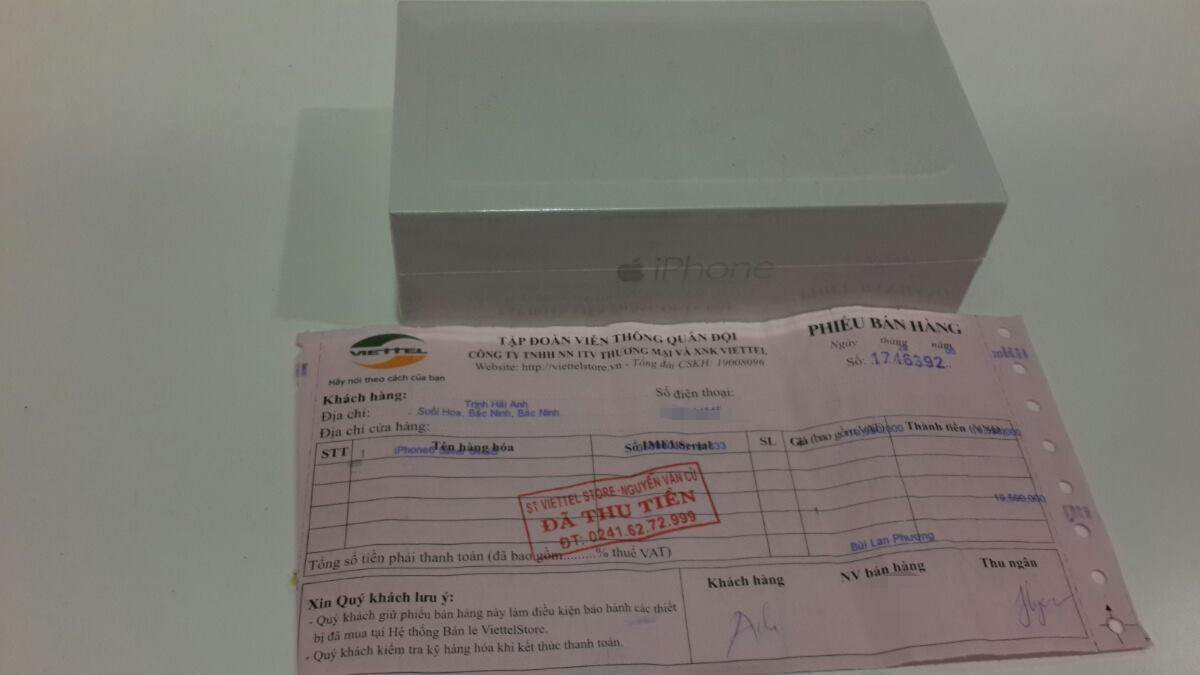 iPhone
VIETTEL
Hãy nói theo cách của bạn
TẬP ĐOÀN VIỄN THÔNG QUÂN ĐỘI
CÔNG TY TNHH NN 1TV THƯƠNG MẠI VÀ XNK VIETTEL
Website: http://viettelstore.vn - Tổng đài CSKH: 19008096
PHIẾU BÁN HÀNG
Ngày tháng năm
Số: 1746392
Khách hàng: Trịnh Hải Anh
Số điện thoại:
Địa chỉ: Suối Hoa, Bắc Ninh, Bắc Ninh
Địa chỉ cửa hàng:
STT Tên hàng hóa Số IMEI/Serial SL Giá (bao gồm VAT) Thành tiền (VNĐ)
1 iPhone6
1 19,599,000
ST VIETTEL STORE - NGUYỄN VĂN CỪ
ĐÃ THU TIỀN
ĐT: 0241.62.72.999
Tổng số tiền phải thanh toán (đã bao gồm.........% thuế VAT)
Bùi Lan Phương
Xin Quý khách lưu ý:
- Quý khách giữ phiếu bán hàng này làm điều kiện bảo hành các thiết
bị đã mua tại Hệ thống Bán lẻ ViettelStore.
- Quý khách kiểm tra kỹ hàng hóa khi kết thúc thanh toán.
Khách hàng NV bán hàng Thu ngân